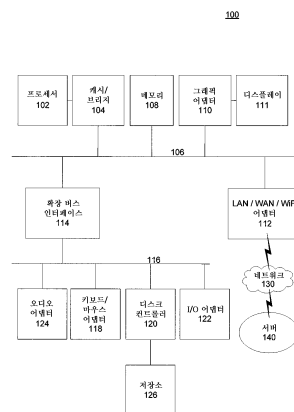 100
프로세서
102
캐시/
브리지
104
메모리
108
그래픽
어댑터
110
디스플레이
111
106
확장 버스
인터페이스
114
LAN / WAN / WiF
어댑터
112
116
네트워크
130
오디오
어댑터
124
키보드/
마우스
어댑터
118
디스크
컨트롤러
120
I/O 어댑터
122
서버
140
저장소
126